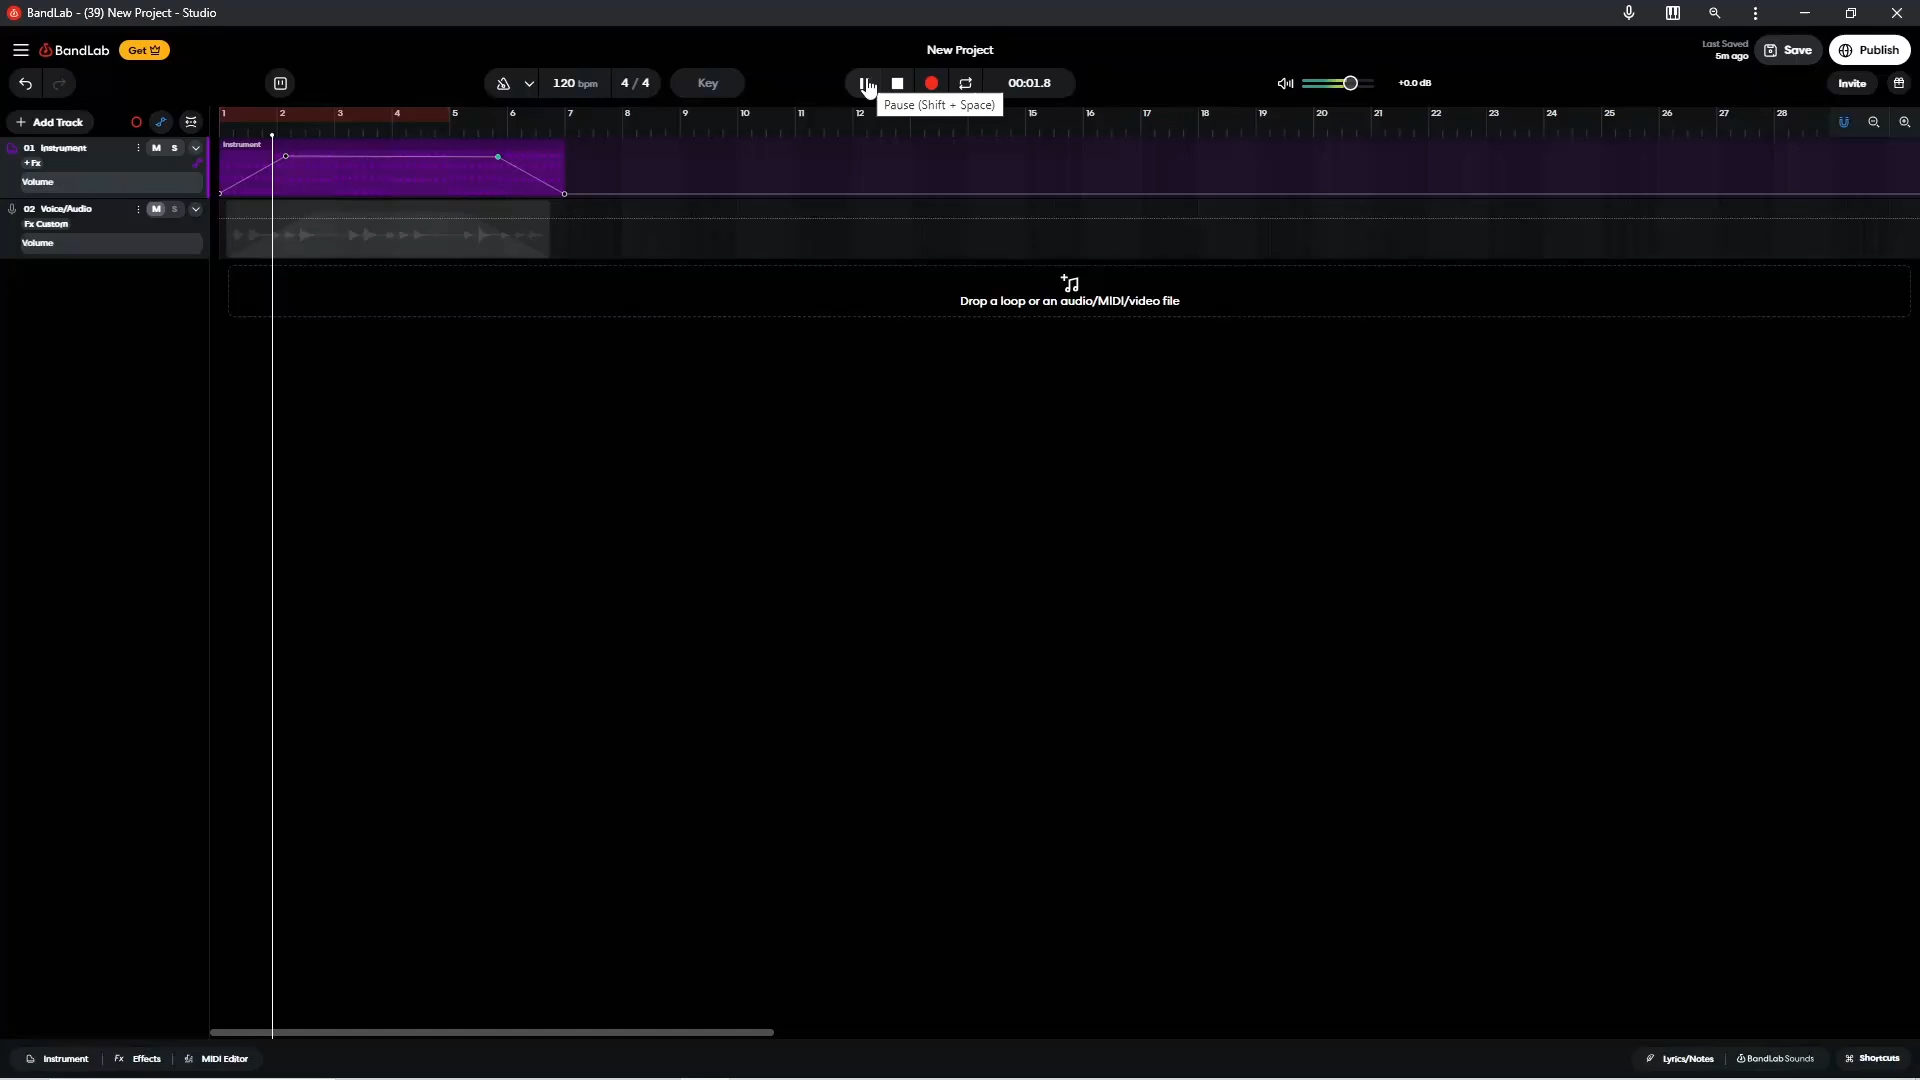 BandLab - (39) New Project - Studio
BandLab Get New Project Last Saved 5m ago Save Publish
120 bpm 4 / 4 Key 00:01.8 +0.0 dB Invite
Pause (Shift + Space)
+ Add Track 1 2 3 4 5 6 7 8 9 10 11 12 15 16 17 18 19 20 21 22 23 24 25 26 27 28
01 Instrument M S Instrument
+ Fx
Volume
02 Voice/Audio M S
Fx Custom
Volume
Drop a loop or an audio/MIDI/video file
Instrument Fx Effects MIDI Editor Lyrics/Notes BandLab Sounds ⌘ Shortcuts